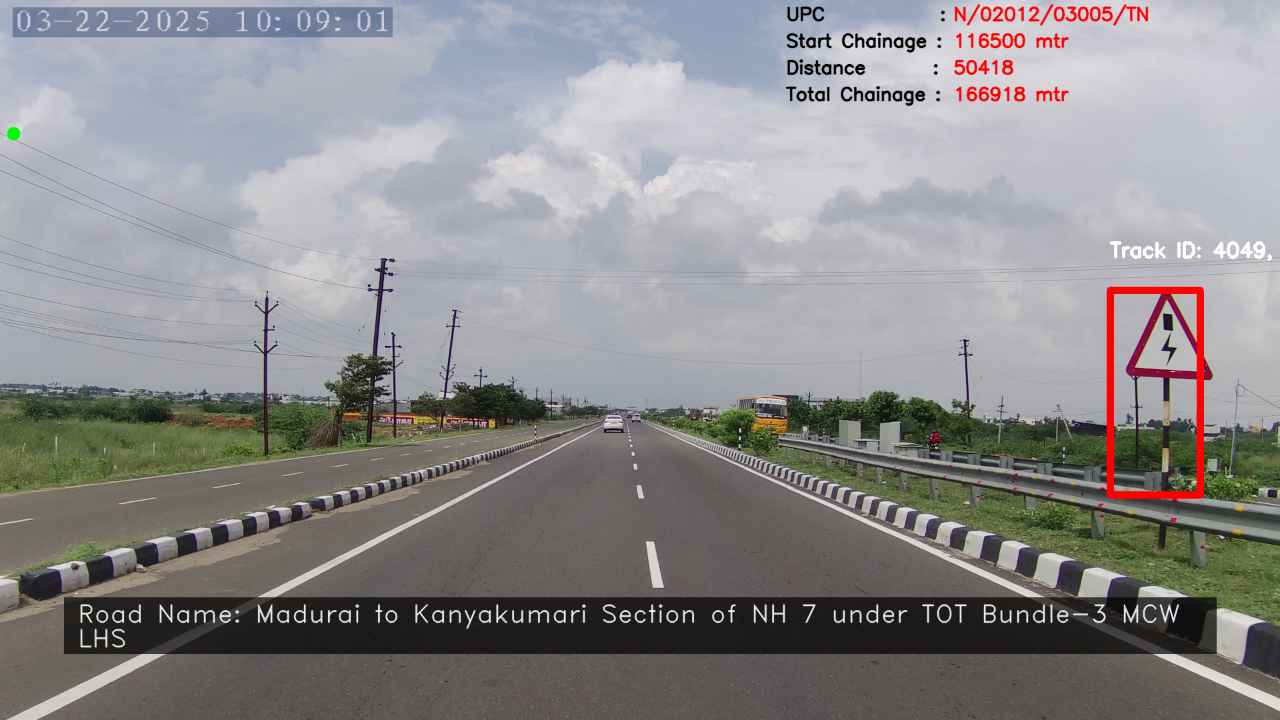 03-22-2025 10:09:01
UPC : N/02012/03005/TN
Start Chainage : 116500 mtr
Distance : 50418
Total Chainage : 166918 mtr
Track ID: 4049,
Road Name: Madurai to Kanyakumari Section of NH 7 under TOT Bundle-3 MCW
LHS